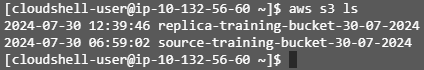 [cloudshell-user@ip-10-132-56-60 ~]$ aws s3 ls
2024-07-30 12:39:46 replica-training-bucket-30-07-2024
2024-07-30 06:59:02 source-training-bucket-30-07-2024
[cloudshell-user@ip-10-132-56-60 ~]$